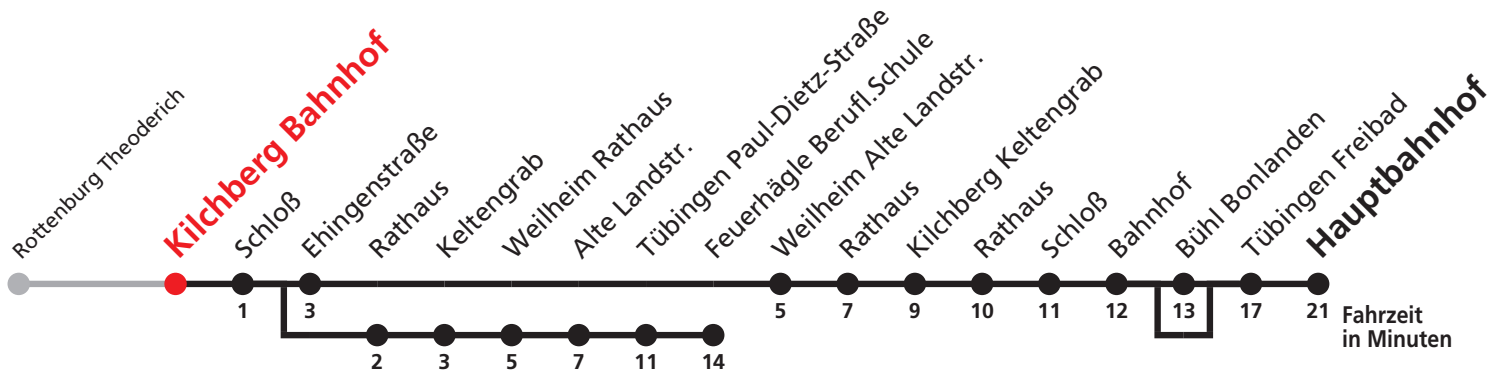 Rottenburg Theoderich
Kilchberg Bahnhof
Schloß
Ehingenstraße
Rathaus
Keltengrab
Weilheim Rathaus
Alte Landstr.
Tübingen Paul-Dietz-Straße
Feuerhägle Berufl.Schule
Weilheim Alte Landstr.
Rathaus
Kilchberg Keltengrab
Rathaus
Schloß
Bahnhof
Bühl Bonlanden
Tübingen Freibad
Hauptbahnhof
1 3 5 7 9 10 11 12 13 17 21 Fahrzeit
in Minuten
2 3 5 7 11 14